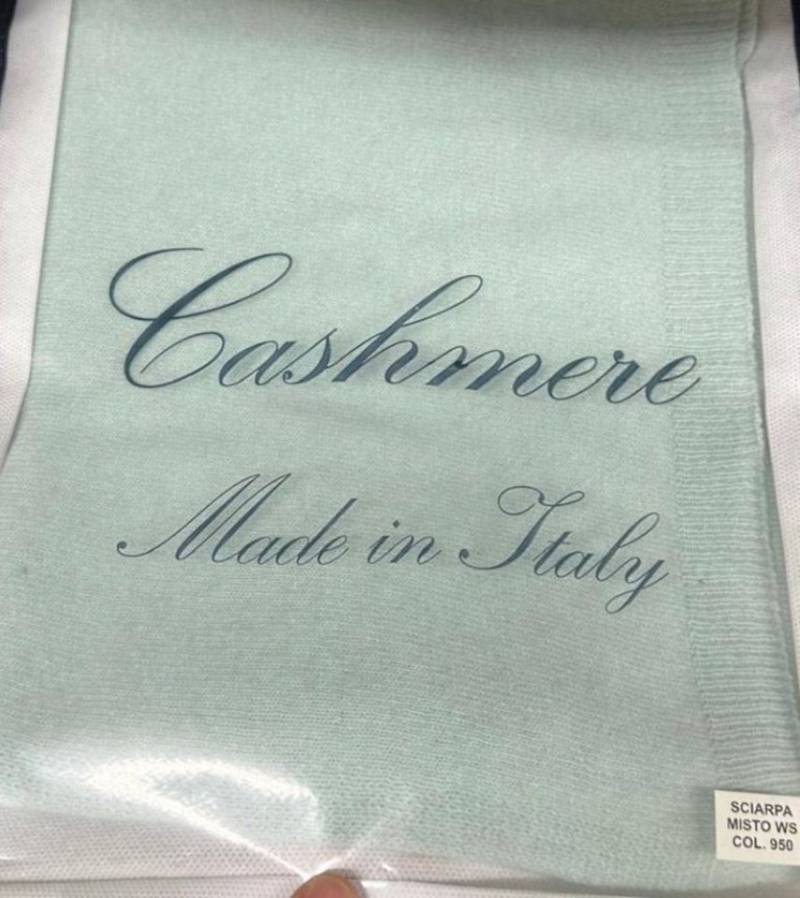 Cashmere
Made in Italy
SCIARPA
MISTO WS
COL. 950